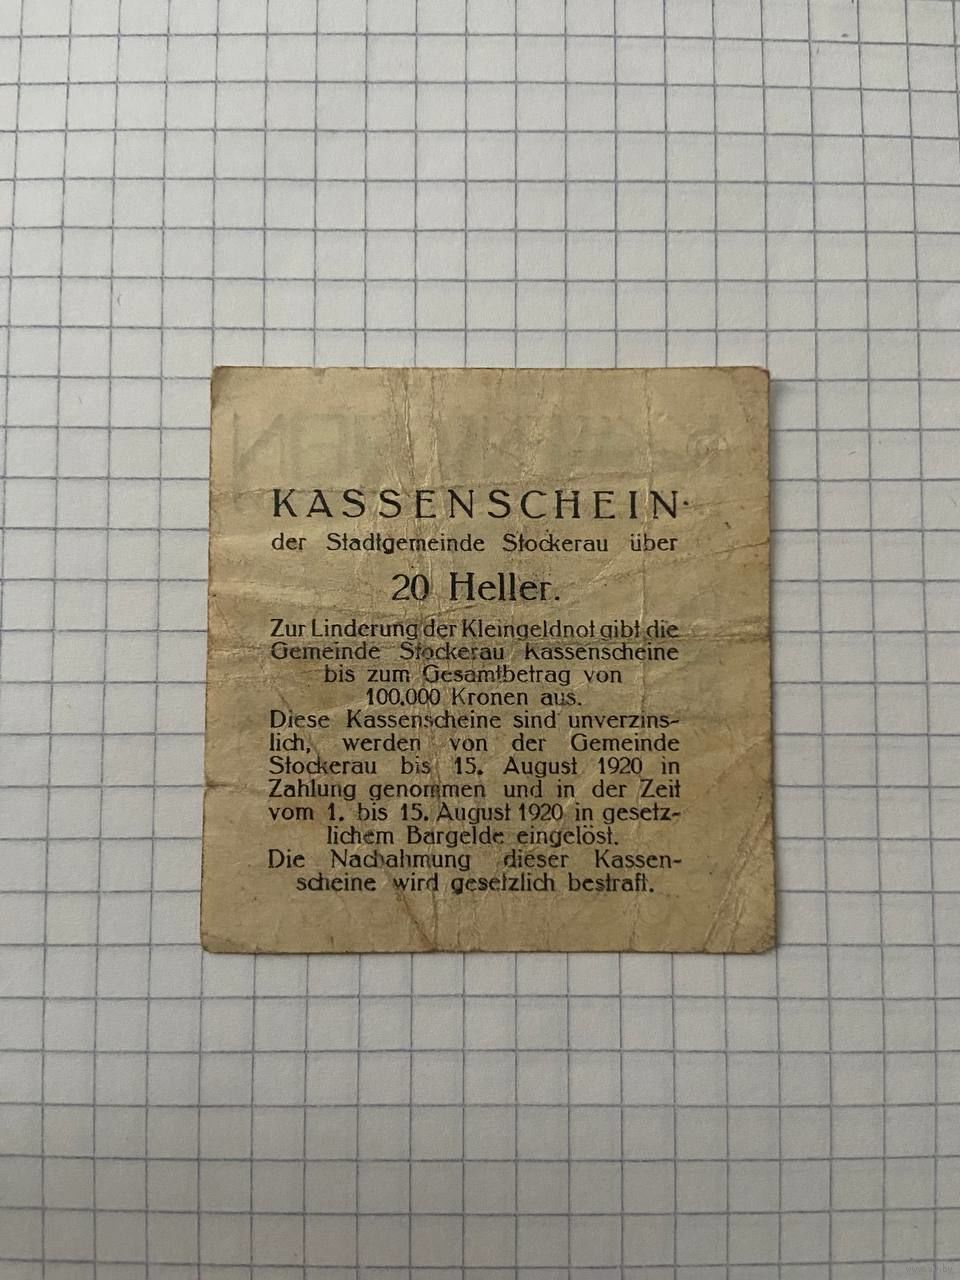 KASSENSCHEIN
der Stadtgemeinde Stockerau über
20 Heller.
Zur Linderung der Kleingeldnot gibt die
Gemeinde Stockerau Kassenscheine
bis zum Gesamtbetrag von
100.000 Kronen aus.
Diese Kassenscheine sind unverzins-
lich, werden von der Gemeinde
Stockerau bis 15. August 1920 in
Zahlung genommen und in der Zeit
vom 1. bis 15. August 1920 in gesetz-
lichem Bargelde eingelöst.
Die Nachahmung dieser Kassen-
scheine wird gesetzlich bestraft.